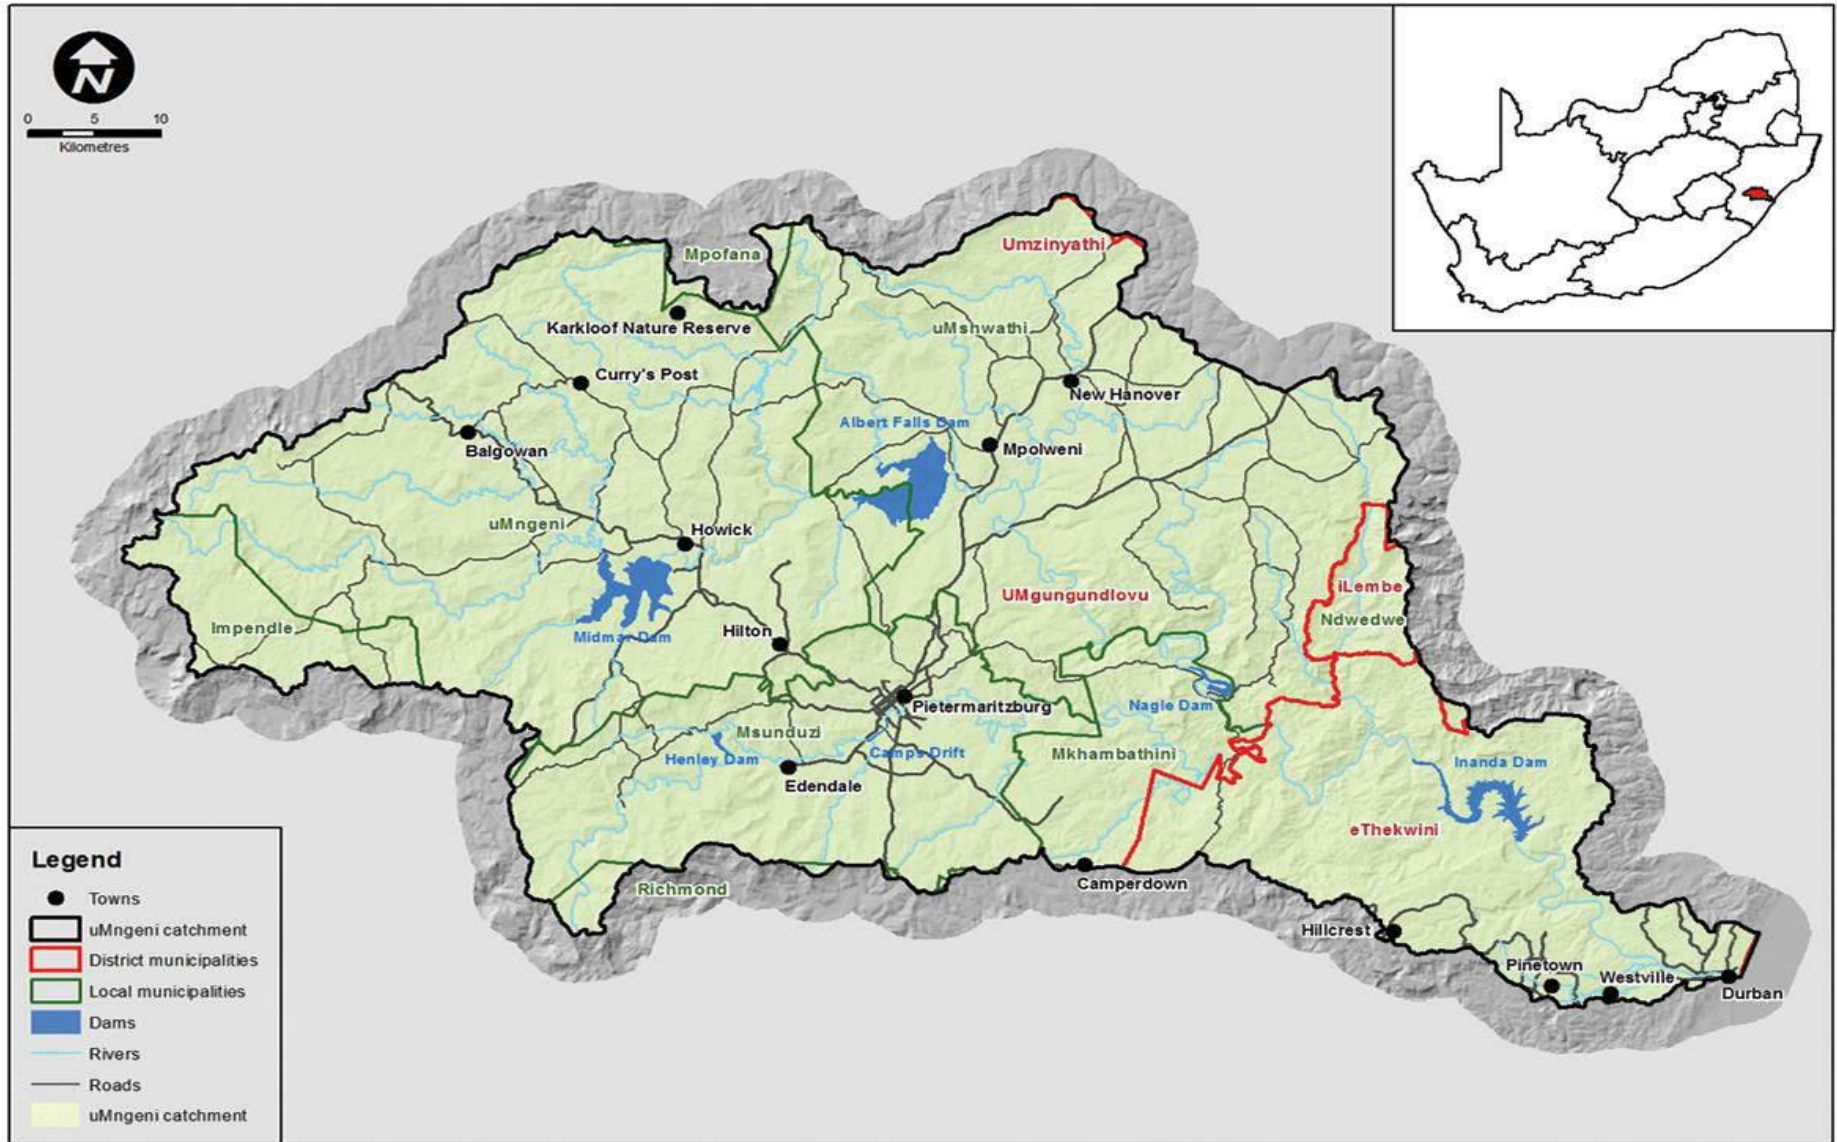 N
0 5 10
Kilometres
Umzinyathi
Mpofana
Karkloof Nature Reserve
uMshwathi
Curry's Post
New Hanover
Albert Falls Dam
Balgowan
Mpolweni
uMngeni
Howick
iLembe
UMgungundlovu
Ndwedwe
Impendle
Hilton
Midmar Dam
Nagle Dam
Pietermaritzburg
Msunduzi
Camps Drift
Mkhambathini
Henley Dam
Inanda Dam
Edendale
eThekwini
Richmond
Camperdown
Hillcrest
Pinetown
Westville
Durban
Legend
Towns
uMngeni catchment
District municipalities
Local municipalities
Dams
Rivers
Roads
uMngeni catchment